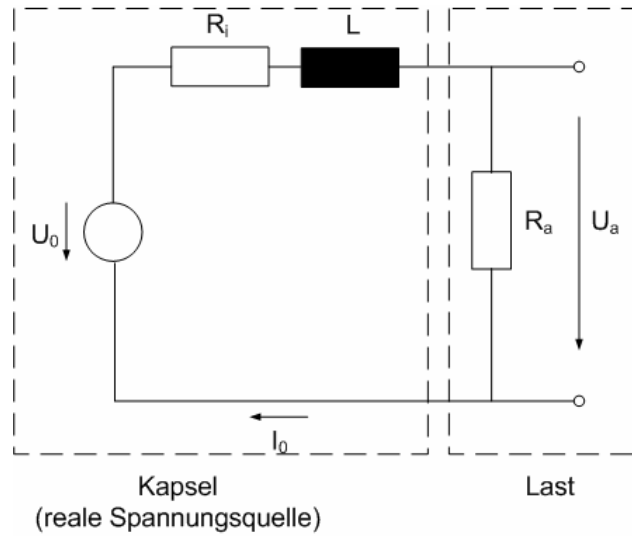 Rᵢ
L
U₀
Rₐ
Uₐ
I₀
Kapsel
(reale Spannungsquelle)
Last